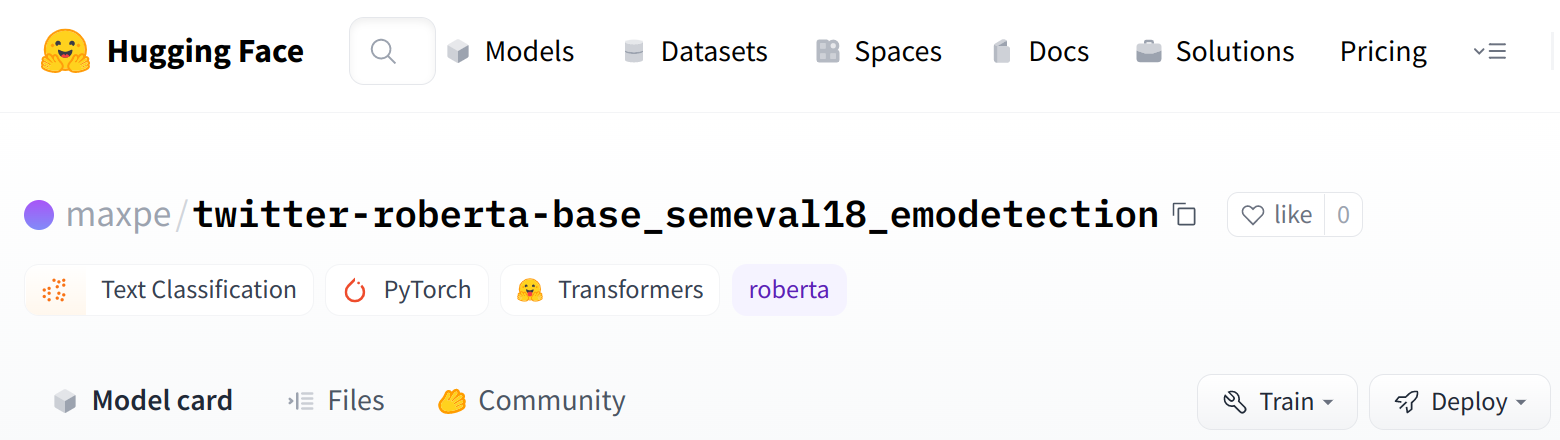 Hugging Face Models Datasets Spaces Docs Solutions Pricing
maxpe/twitter-roberta-base_semeval18_emodetection like 0
Text Classification PyTorch Transformers roberta
Model card Files Community Train Deploy